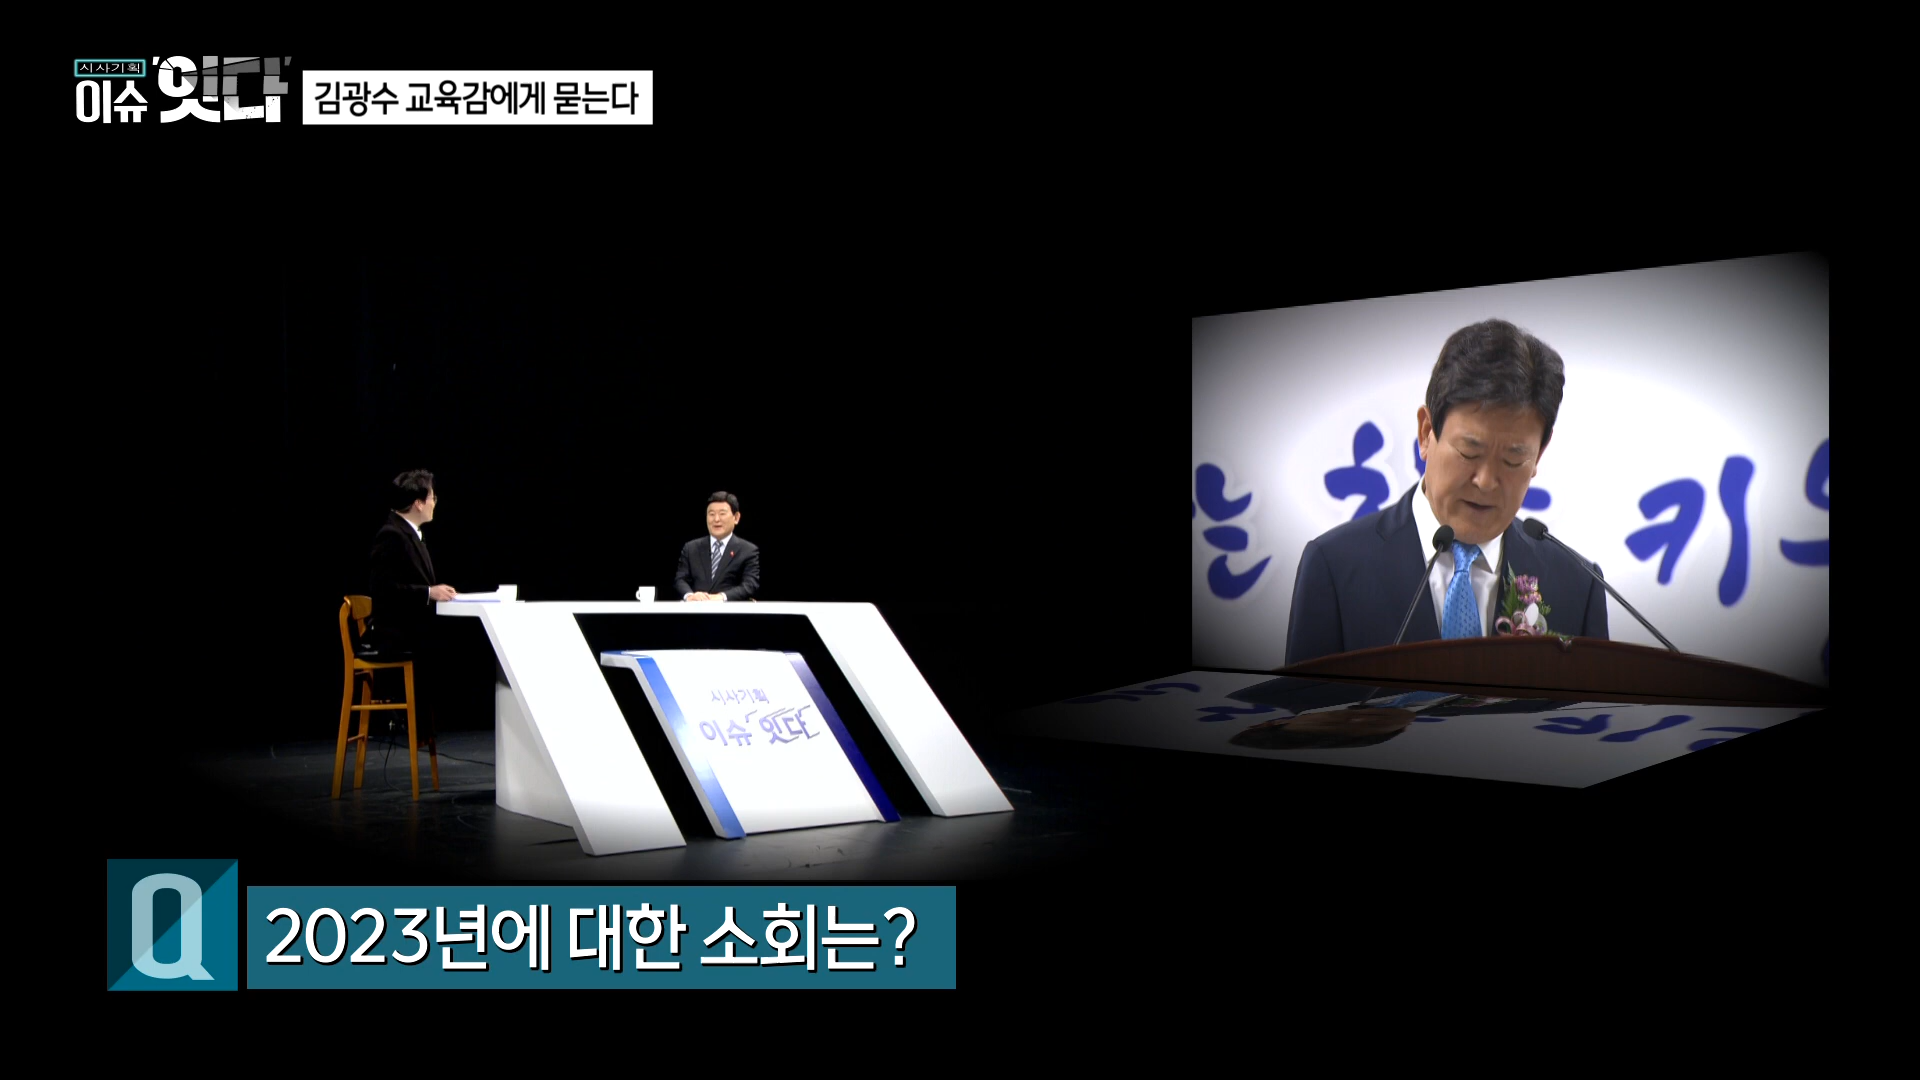 시사기획
이슈 '잇다'
김광수 교육감에게 묻는다
시사기획
이슈 '잇다'
는
키
Q
2023년에 대한 소회는?